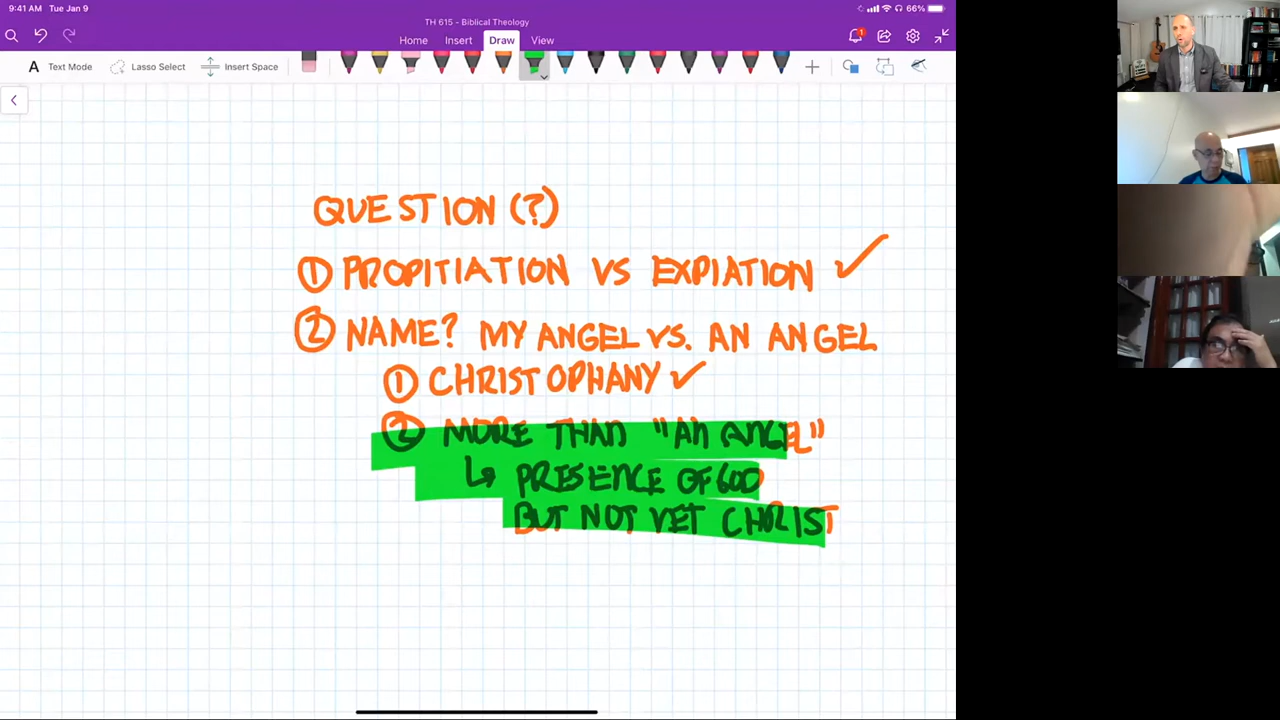 9:41 AM Tue Jan 9
66%
TH 615 - Biblical Theology
Home Insert Draw View
1
A Text Mode Lasso Select Insert Space
QUESTION (?)
① PROPITIATION VS EXPIATION ✓
② NAME? MY ANGEL VS. AN ANGEL
① CHRISTOPHANY ✓
② MORE THAN "An ANGEL"
↳ PRESENCE OF GOD
BUT NOT YET CHRIST